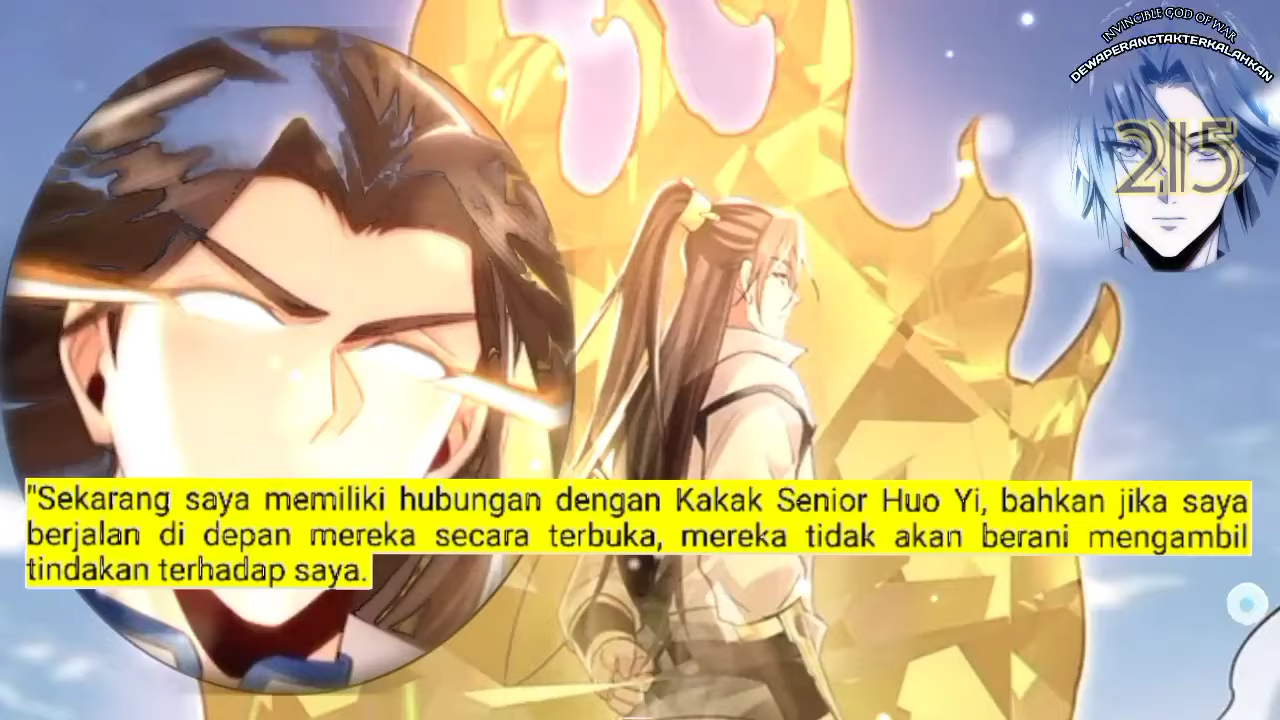 INVINCIBLE GOD OF WAR
DEWAPERANGTAKTERKALAHKAN
215
"Sekarang saya memiliki hubungan dengan Kakak Senior Huo Yi, bahkan jika saya
berjalan di depan mereka secara terbuka, mereka tidak akan berani mengambil
tindakan terhadap saya.